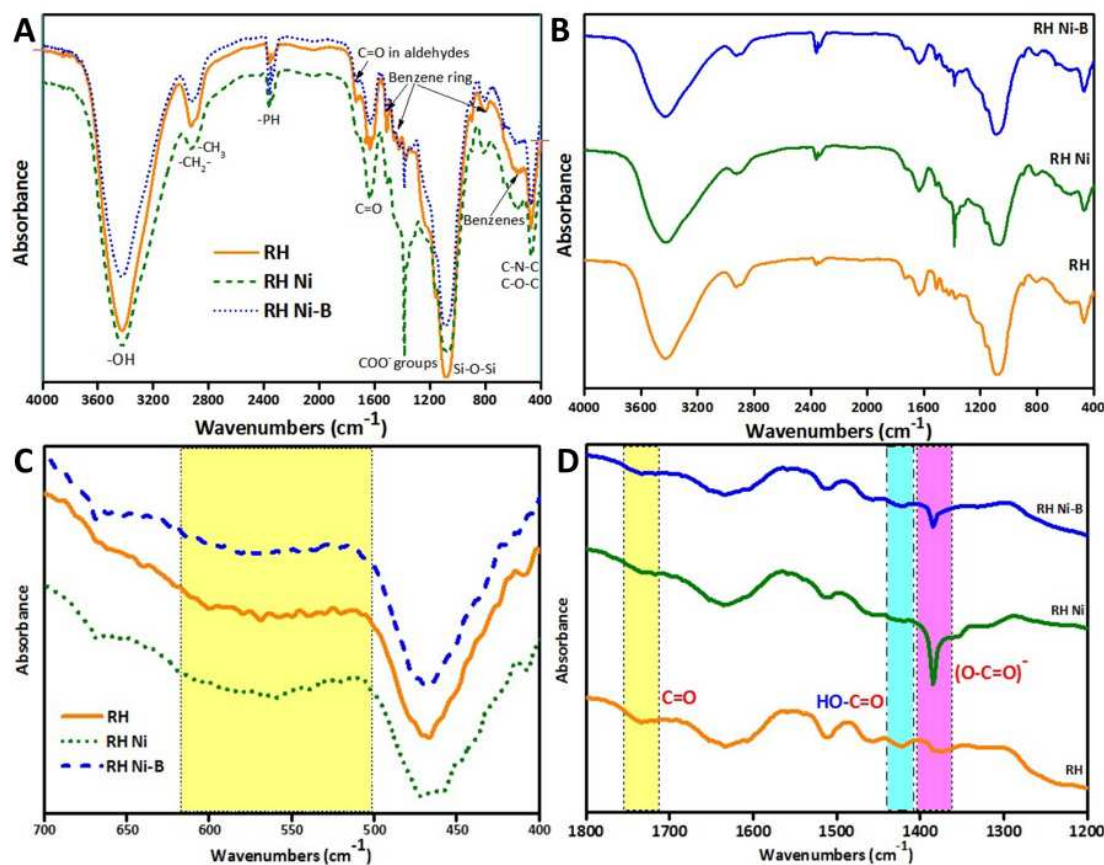 A
C=O in aldehydes
Benzene ring
-PH
-CH3
-CH2-
C=O
Benzenes
RH
RH Ni
RH Ni-B
C-N-C
C-O-C
-OH
COO- groups
Si-O-Si
Absorbance
4000 3600 3200 2800 2400 2000 1600 1200 800 400
Wavenumbers (cm-1)
B
RH Ni-B
RH Ni
RH
Absorbance
4000 3600 3200 2800 2400 2000 1600 1200 800 400
Wavenumbers (cm-1)
C
Absorbance
RH
RH Ni
RH Ni-B
700 650 600 550 500 450 400
Wavenumbers (cm-1)
D
RH Ni-B
RH Ni
C=O
HO-C=O
(O-C=O)-
RH
Absorbance
1800 1700 1600 1500 1400 1300 1200
Wavenumbers (cm-1)